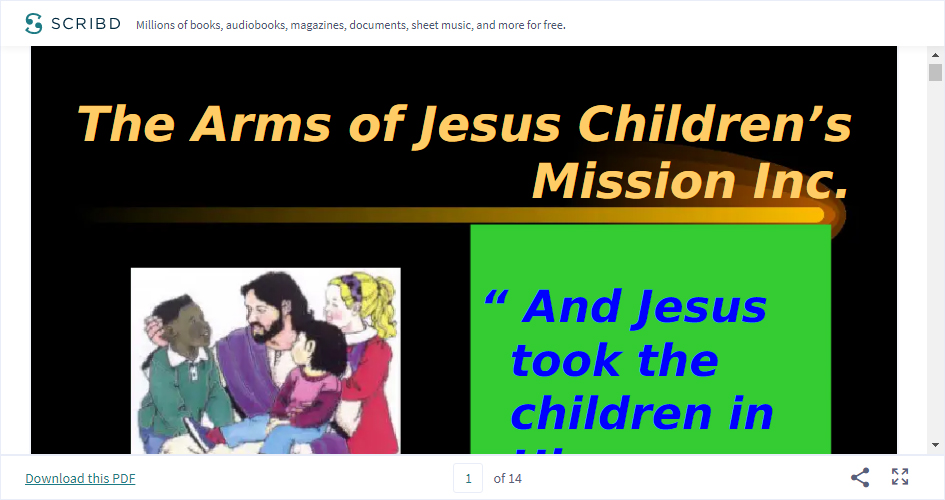 SCRIBD
Millions of books, audiobooks, magazines, documents, sheet music, and more for free.
The Arms of Jesus Children’s
Mission Inc.
“ And Jesus
took the
children in
Download this PDF
1 of 14